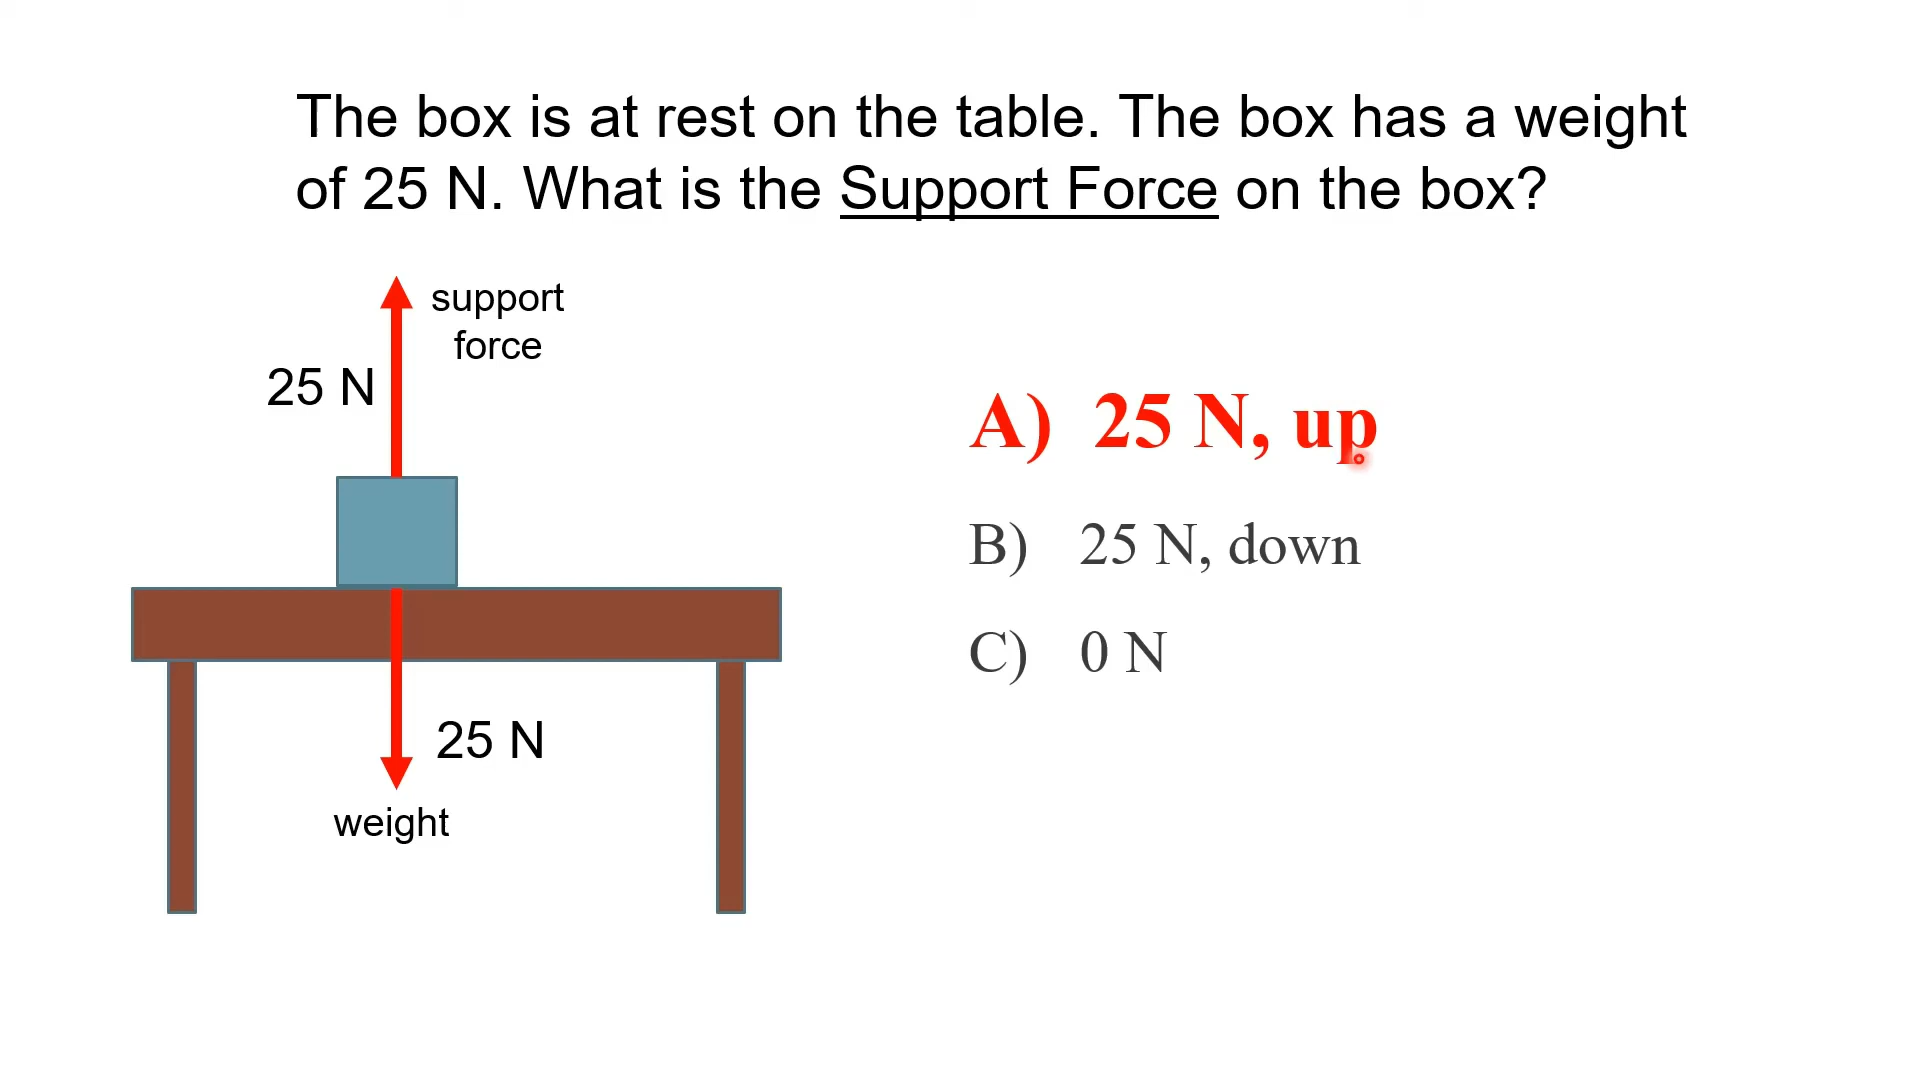 The box is at rest on the table. The box has a weight
of 25 N. What is the Support Force on the box?
support
force
25 N
25 N
weight
A) 25 N, up
B) 25 N, down
C) 0 N